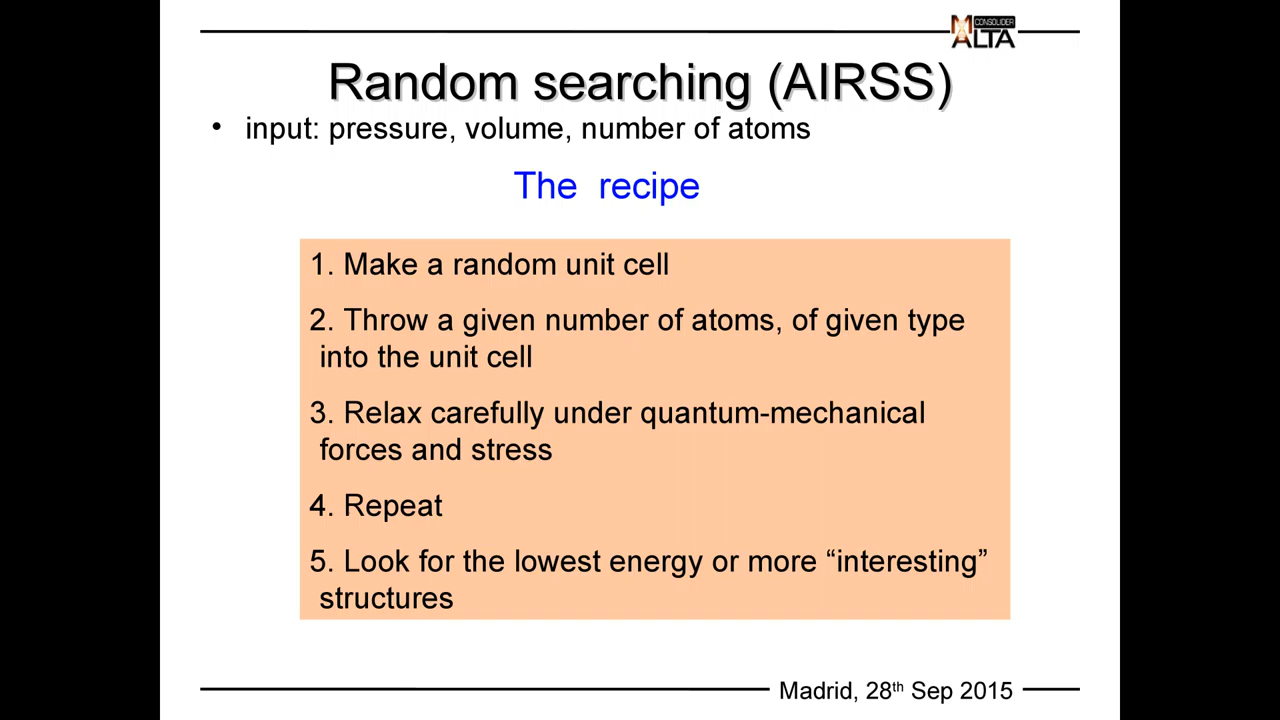 MALTA CONSOLIDER
Random searching (AIRSS)
• input: pressure, volume, number of atoms
The recipe
1. Make a random unit cell
2. Throw a given number of atoms, of given type
into the unit cell
3. Relax carefully under quantum-mechanical
forces and stress
4. Repeat
5. Look for the lowest energy or more “interesting”
structures
Madrid, 28th Sep 2015